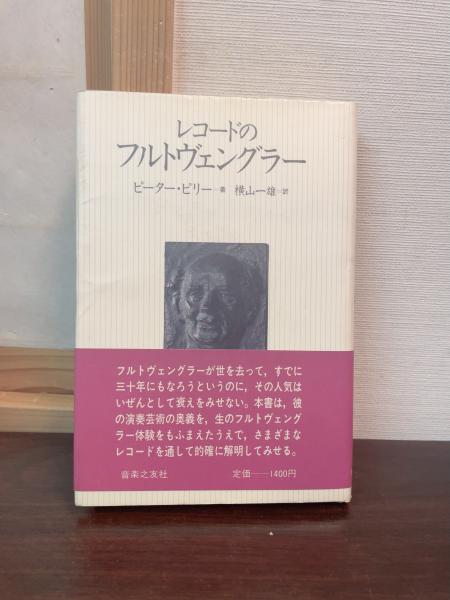 レコードの
フルトヴェングラー
ピーター・ピリー─著 横山一雄─訳
フルトヴェングラーが世を去って，すでに
三十年にもなろうというのに，その人気は
いぜんとして衰えをみせない。本書は，彼
の演奏芸術の奥義を，生のフルトヴェング
ラー体験をもふまえたうえで，さまざまな
レコードを通して的確に解明してみせる。
音楽之友社 定価──1400円